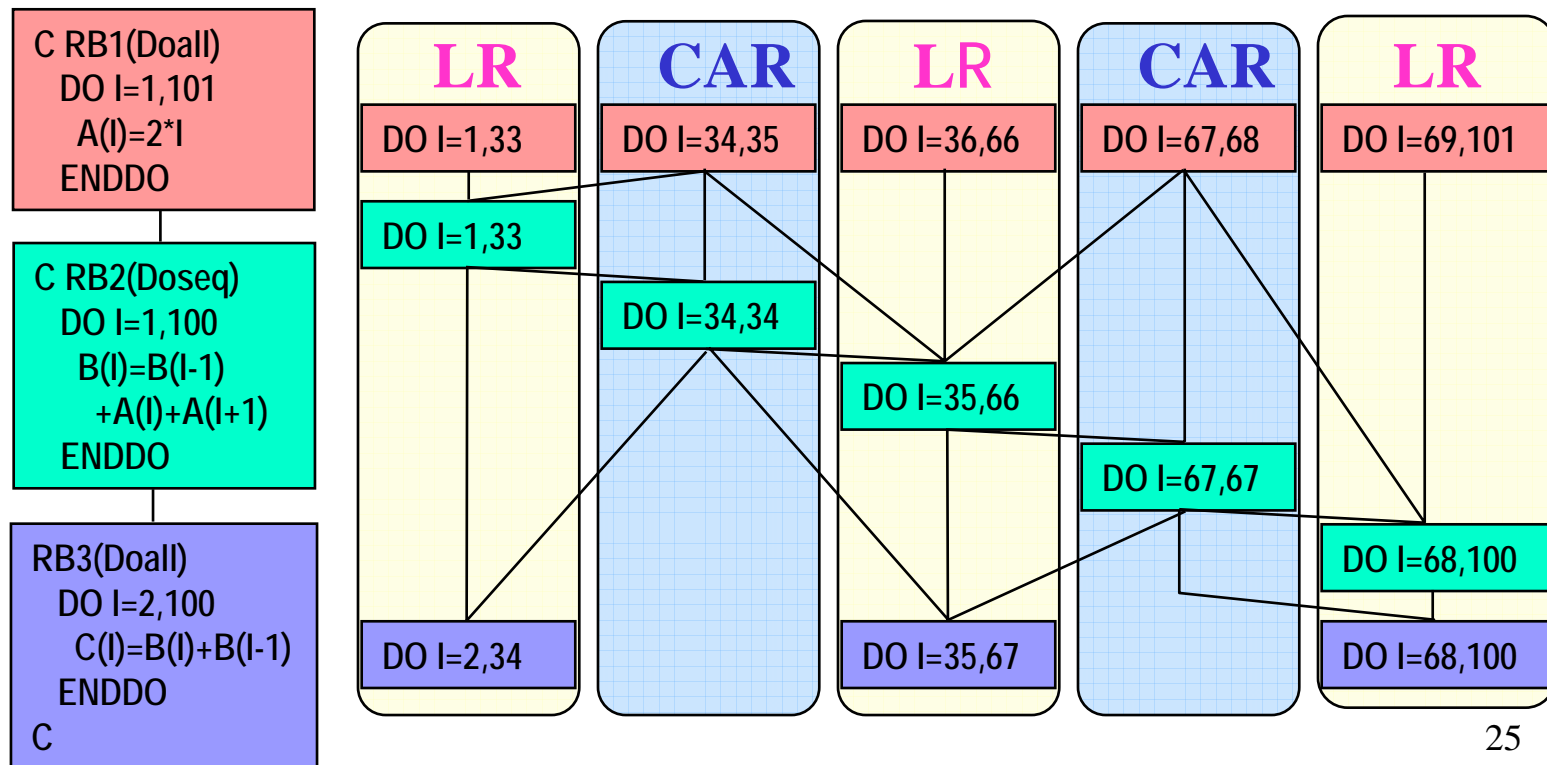 C RB1(Doall)
DO I=1,101
A(I)=2*I
ENDDO
C RB2(Doseq)
DO I=1,100
B(I)=B(I-1)
+A(I)+A(I+1)
ENDDO
RB3(Doall)
DO I=2,100
C(I)=B(I)+B(I-1)
ENDDO
C
LR
CAR
LR
CAR
LR
DO I=1,33
DO I=34,35
DO I=36,66
DO I=67,68
DO I=69,101
DO I=1,33
DO I=34,34
DO I=35,66
DO I=67,67
DO I=68,100
DO I=2,34
DO I=35,67
DO I=68,100
25